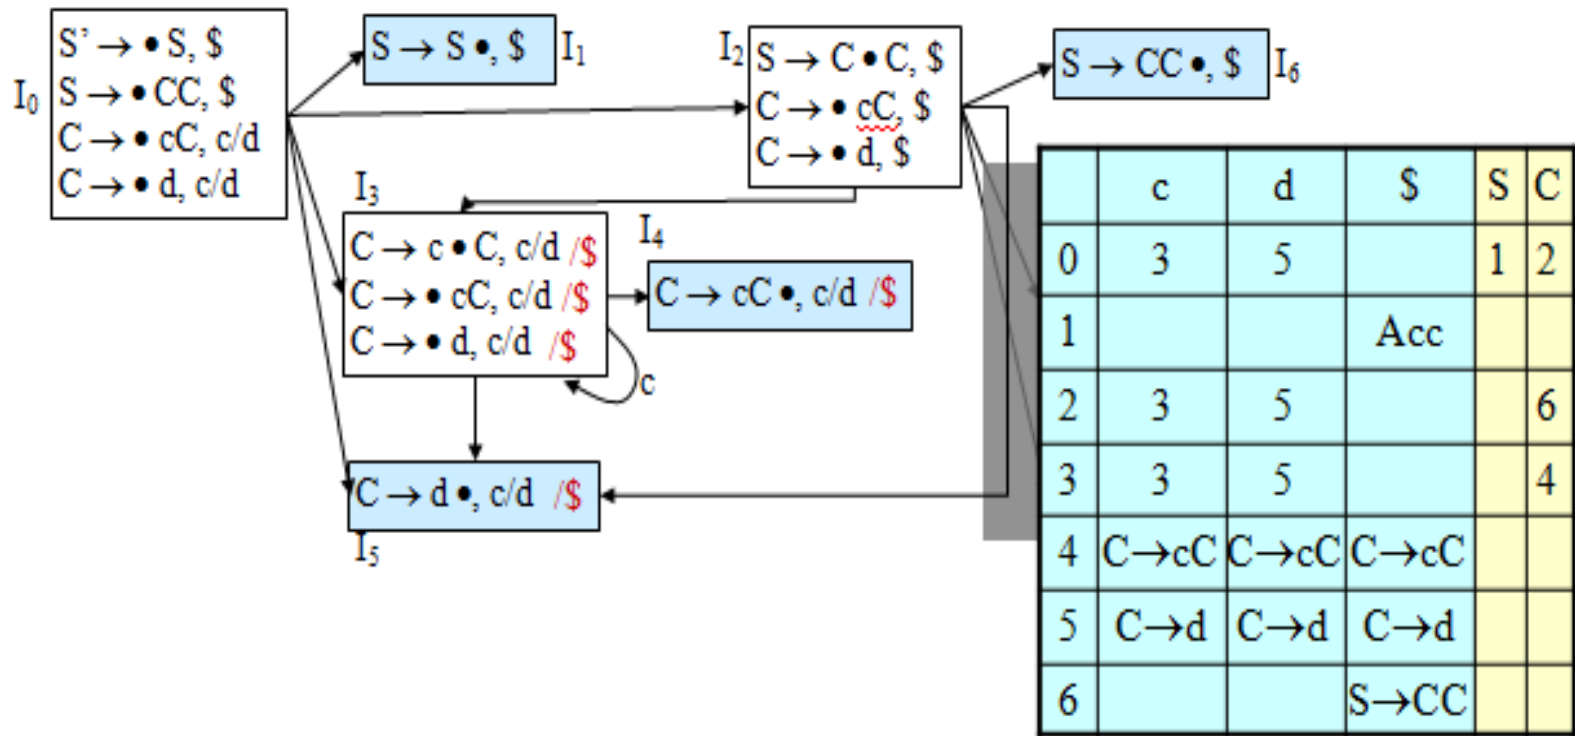 I0
S’ → • S, $
S → • CC, $
C → • cC, c/d
C → • d, c/d
S → S •, $
I1
I2
S → C • C, $
C → • cC, $
C → • d, $
S → CC •, $
I6
I3
C → c • C, c/d /$
C → • cC, c/d /$
C → • d, c/d /$
c
I4
C → cC •, c/d /$
C → d •, c/d /$
I5
c d $ S C
0 3 5 1 2
1 Acc
2 3 5 6
3 3 5 4
4 C→cC C→cC C→cC
5 C→d C→d C→d
6 S→CC